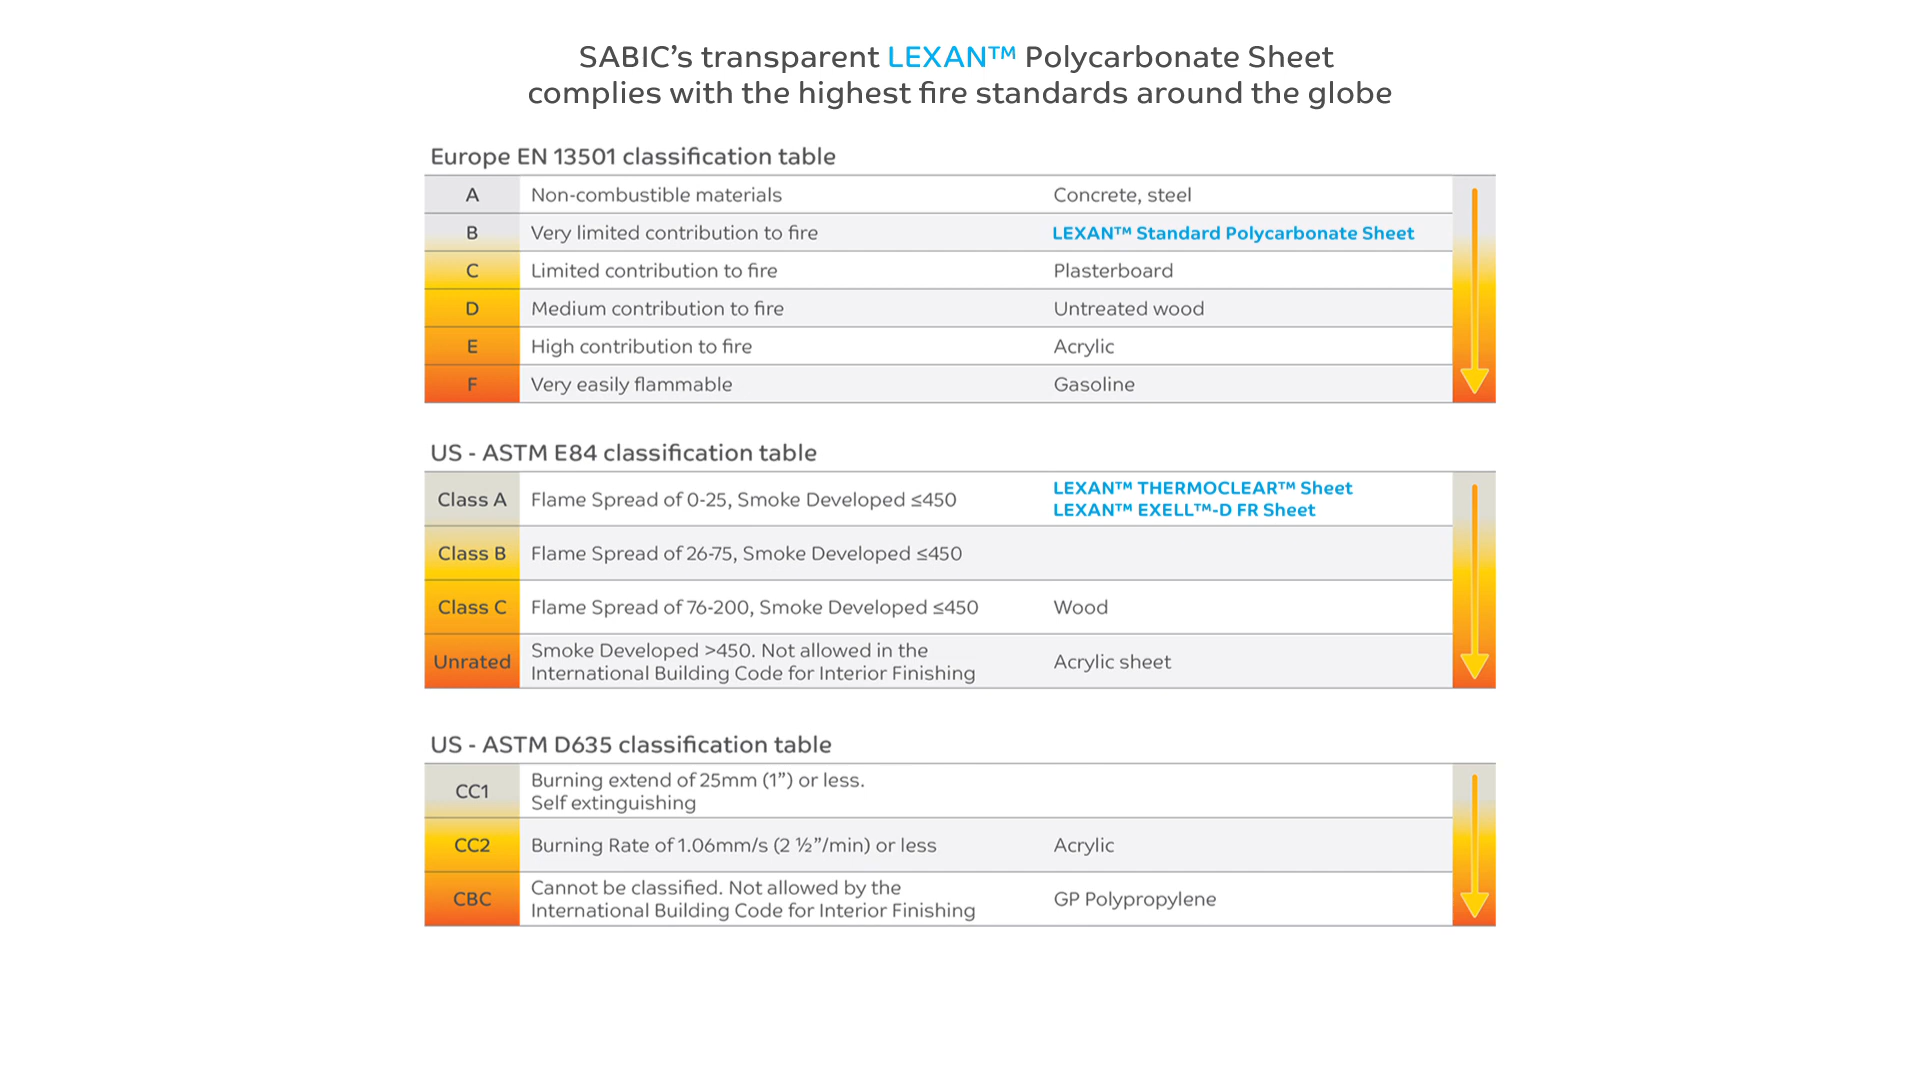 SABIC’s transparent LEXAN™ Polycarbonate Sheet
complies with the highest fire standards around the globe
Europe EN 13501 classification table
A Non-combustible materials Concrete, steel
B Very limited contribution to fire LEXAN™ Standard Polycarbonate Sheet
C Limited contribution to fire Plasterboard
D Medium contribution to fire Untreated wood
E High contribution to fire Acrylic
F Very easily flammable Gasoline
US - ASTM E84 classification table
Class A Flame Spread of 0-25, Smoke Developed ≤450 LEXAN™ THERMOCLEAR™ Sheet
LEXAN™ EXELL™-D FR Sheet
Class B Flame Spread of 26-75, Smoke Developed ≤450
Class C Flame Spread of 76-200, Smoke Developed ≤450 Wood
Unrated Smoke Developed >450. Not allowed in the
International Building Code for Interior Finishing Acrylic sheet
US - ASTM D635 classification table
CC1 Burning extend of 25mm (1”) or less.
Self extinguishing
CC2 Burning Rate of 1.06mm/s (2 ½”/min) or less Acrylic
CBC Cannot be classified. Not allowed by the
International Building Code for Interior Finishing GP Polypropylene